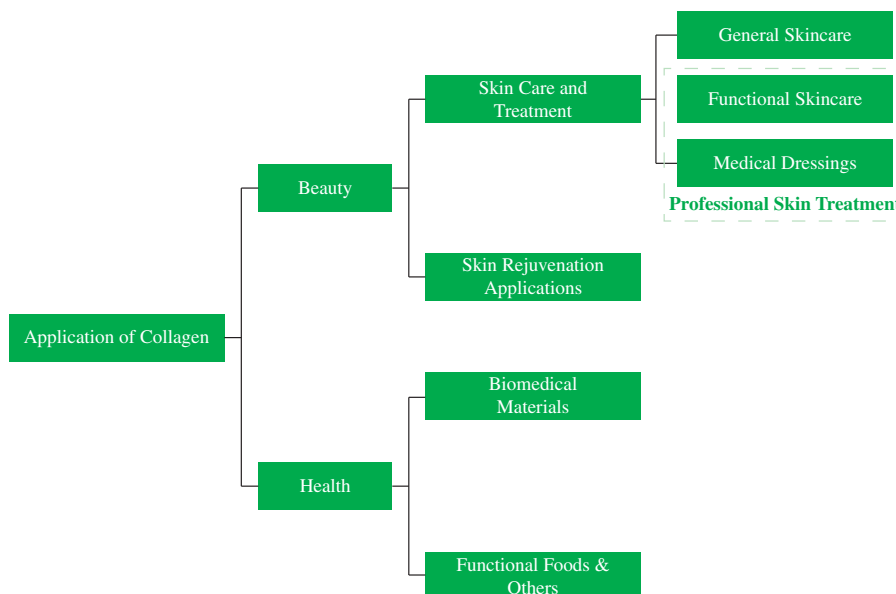 General Skincare
Skin Care and
Treatment
Functional Skincare
Medical Dressings
Professional Skin Treatment
Beauty
Skin Rejuvenation
Applications
Application of Collagen
Biomedical
Materials
Health
Functional Foods &
Others